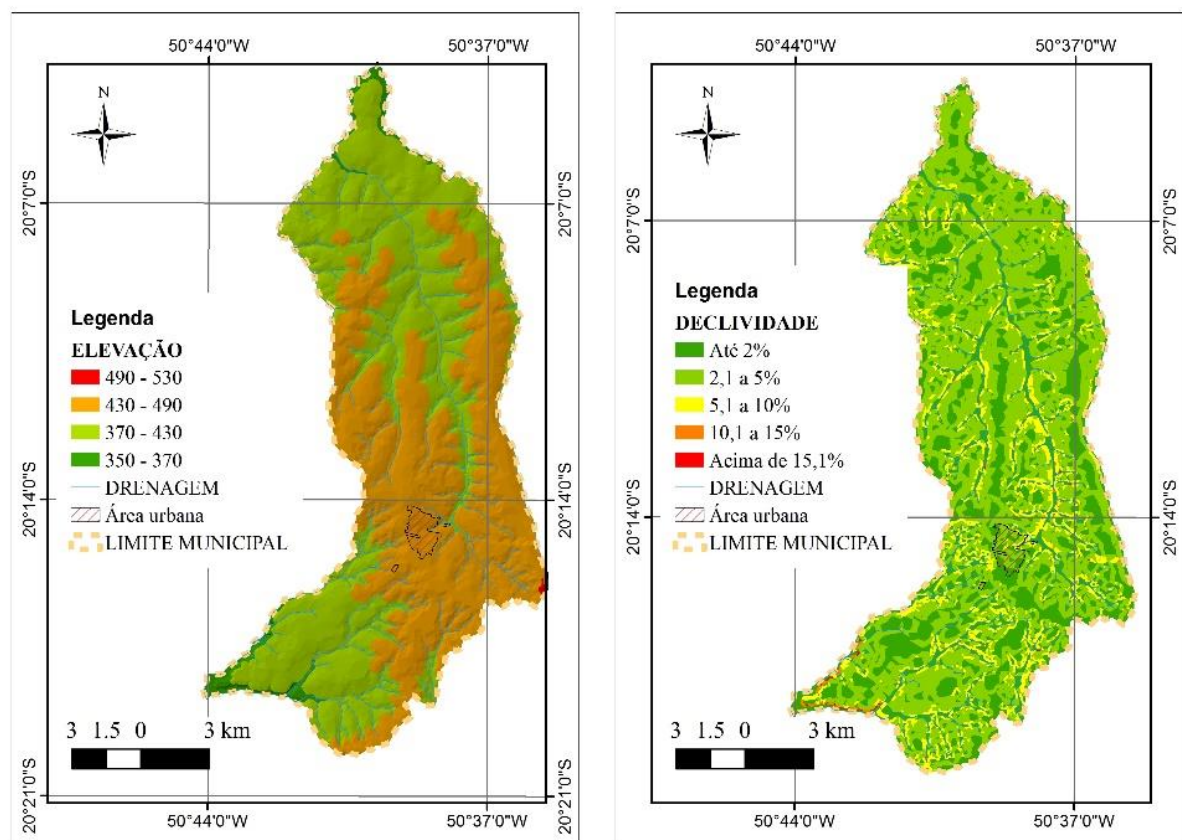 50°44'0"W 50°37'0"W
N
20°7'0"S 20°7'0"S
Legenda
ELEVAÇÃO
490 - 530
430 - 490
370 - 430
350 - 370
DRENAGEM
Área urbana
LIMITE MUNICIPAL
20°14'0"S 20°14'0"S
3 1.5 0 3 km
20°21'0"S 20°21'0"S
50°44'0"W 50°37'0"W
50°44'0"W 50°37'0"W
N
20°7'0"S 20°7'0"S
Legenda
DECLIVIDADE
Até 2%
2,1 a 5%
5,1 a 10%
10,1 a 15%
Acima de 15,1%
DRENAGEM
Área urbana
LIMITE MUNICIPAL
20°14'0"S 20°14'0"S
3 1.5 0 3 km
50°44'0"W 50°37'0"W